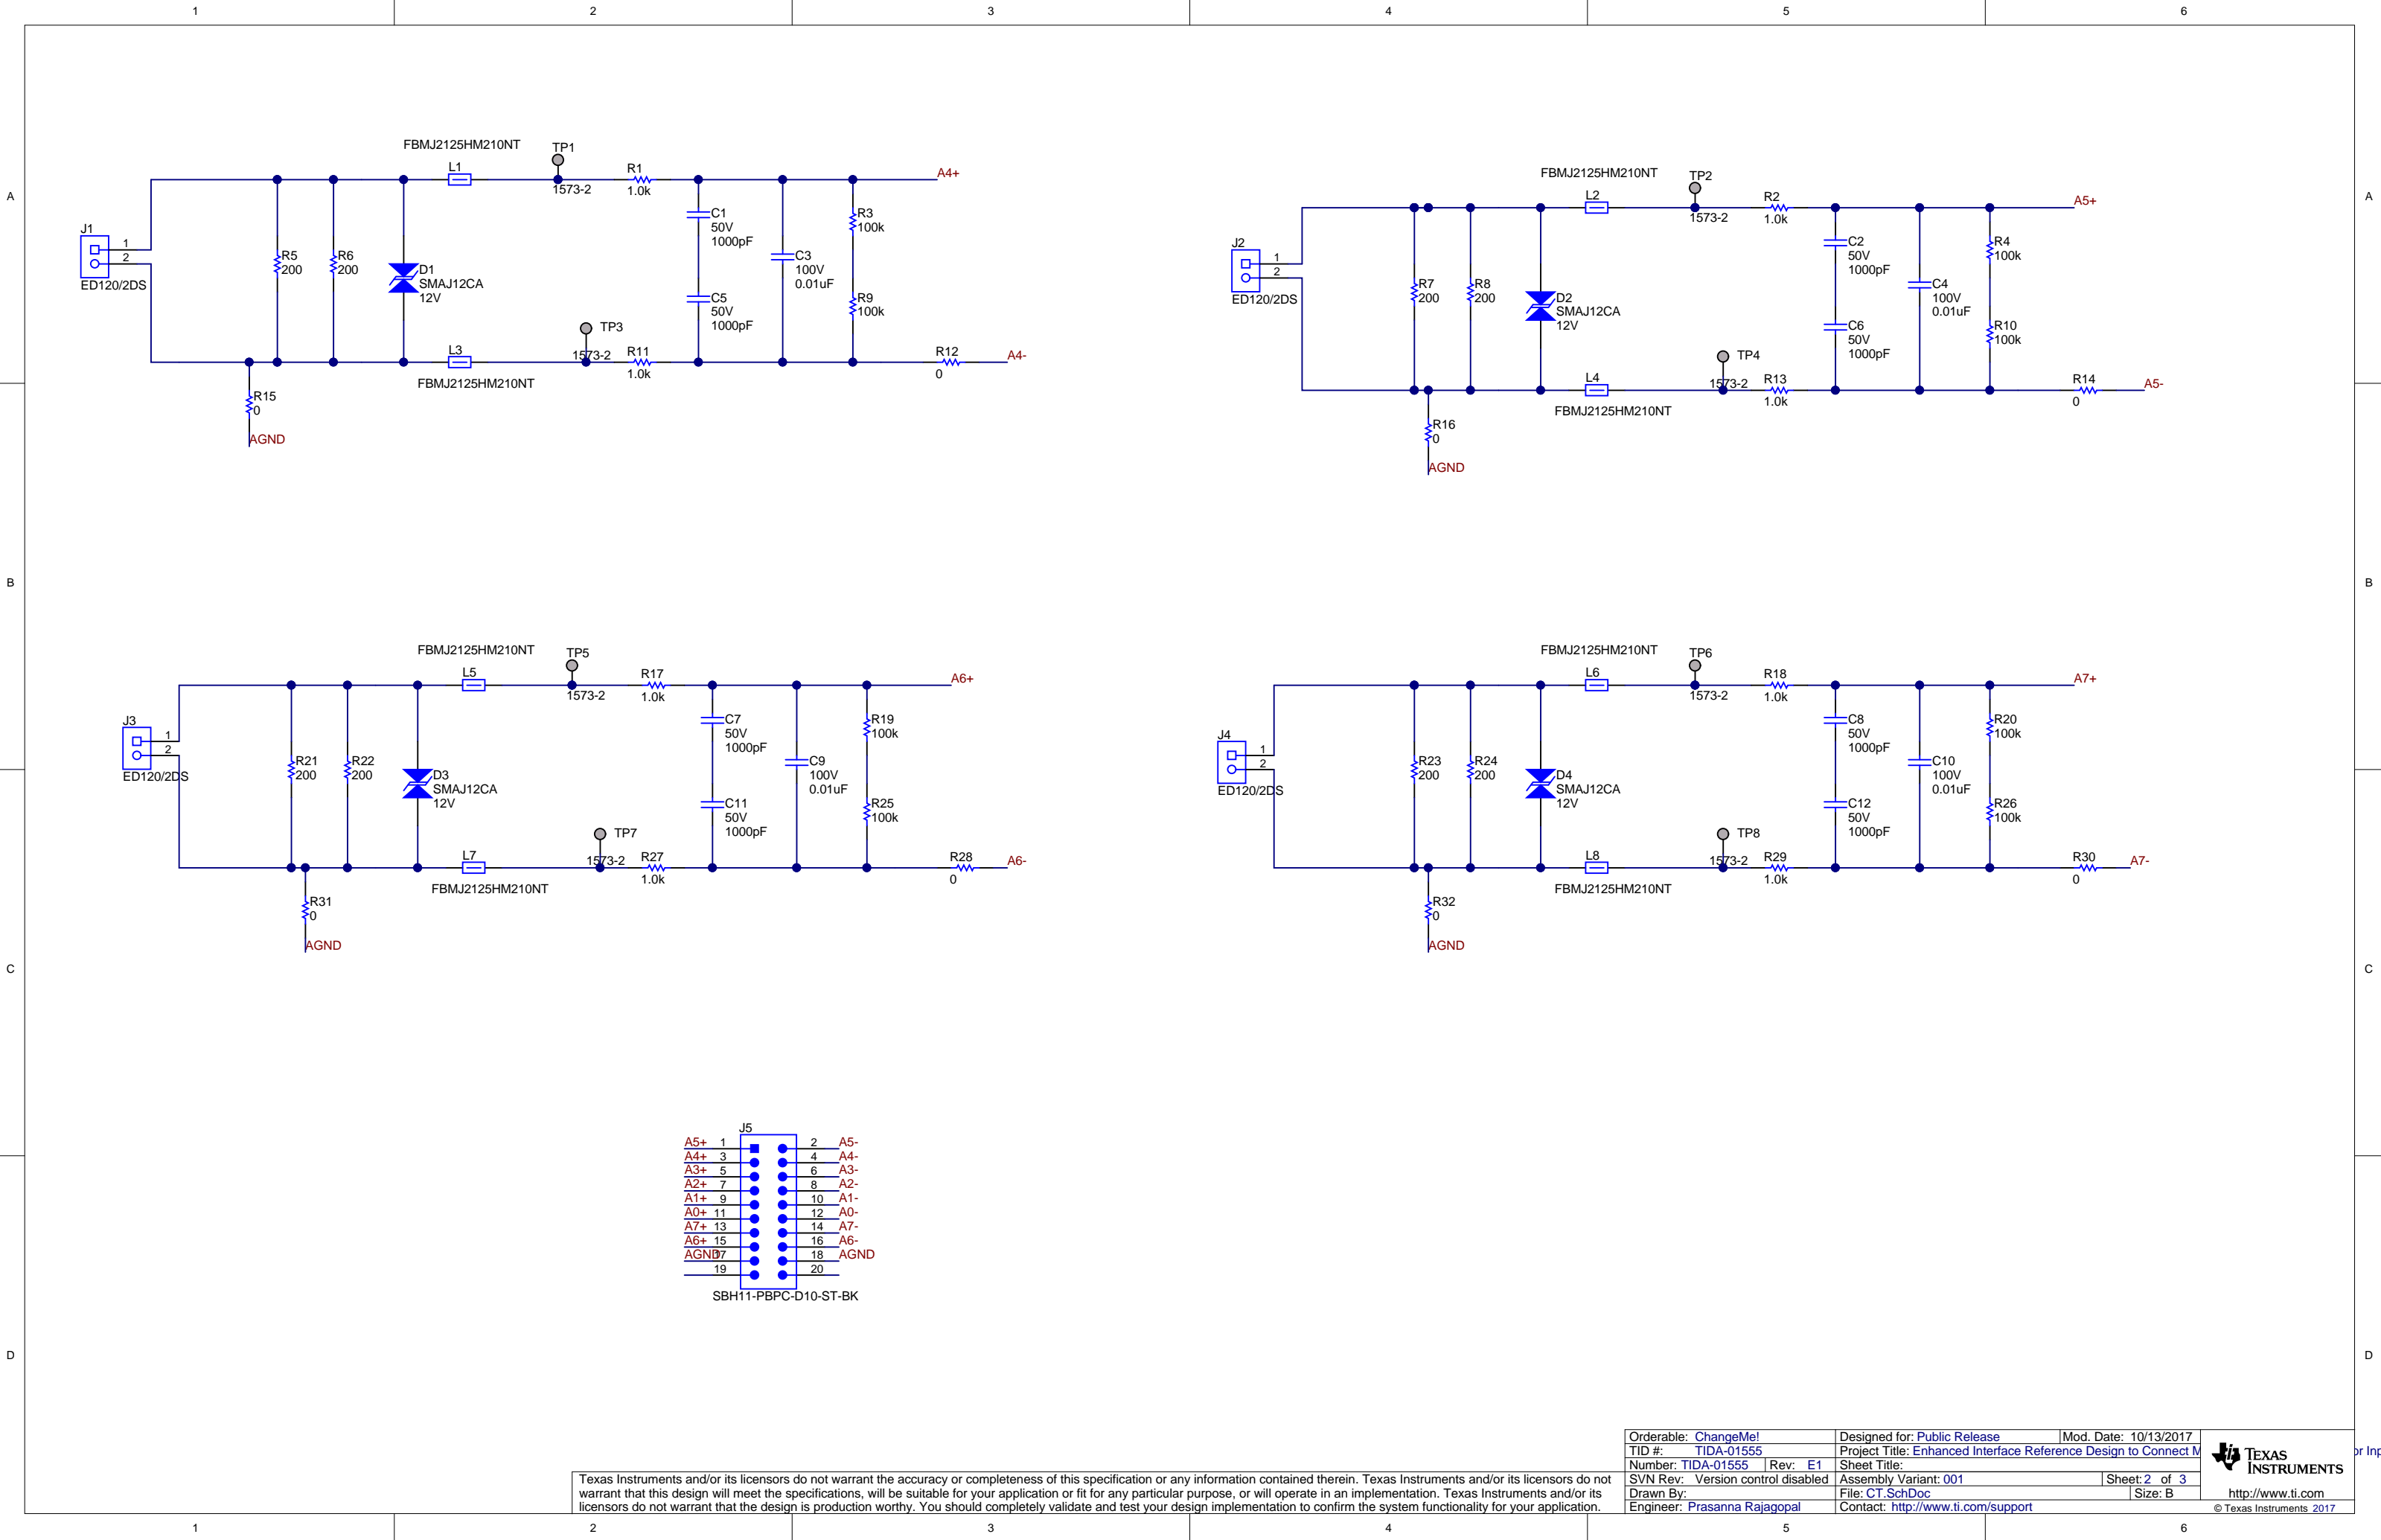 1 2 3 4 5 6
A A
B B
C C
D D
FBMJ2125HM210NT
L1
TP1
1573-2
R1
1.0k
A4+
J1
1
2
ED120/2DS
R5
200
R6
200
D1
SMAJ12CA
12V
C1
50V
1000pF
C5
50V
1000pF
C3
100V
0.01uF
R3
100k
R9
100k
L3
FBMJ2125HM210NT
TP3
1573-2
R11
1.0k
R12
0
A4-
R15
0
AGND
FBMJ2125HM210NT
L2
TP2
1573-2
R2
1.0k
A5+
J2
1
2
ED120/2DS
R7
200
R8
200
D2
SMAJ12CA
12V
C2
50V
1000pF
C6
50V
1000pF
C4
100V
0.01uF
R4
100k
R10
100k
L4
FBMJ2125HM210NT
TP4
1573-2
R13
1.0k
R14
0
A5-
R16
0
AGND
FBMJ2125HM210NT
L5
TP5
1573-2
R17
1.0k
A6+
J3
1
2
ED120/2DS
R21
200
R22
200
D3
SMAJ12CA
12V
C7
50V
1000pF
C11
50V
1000pF
C9
100V
0.01uF
R19
100k
R25
100k
L7
FBMJ2125HM210NT
TP7
1573-2
R27
1.0k
R28
0
A6-
R31
0
AGND
FBMJ2125HM210NT
L6
TP6
1573-2
R18
1.0k
A7+
J4
1
2
ED120/2DS
R23
200
R24
200
D4
SMAJ12CA
12V
C8
50V
1000pF
C12
50V
1000pF
C10
100V
0.01uF
R20
100k
R26
100k
L8
FBMJ2125HM210NT
TP8
1573-2
R29
1.0k
R30
0
A7-
R32
0
AGND
J5
A5+ 1 2 A5-
A4+ 3 4 A4-
A3+ 5 6 A3-
A2+ 7 8 A2-
A1+ 9 10 A1-
A0+ 11 12 A0-
A7+ 13 14 A7-
A6+ 15 16 A6-
AGND 17 18 AGND
19 20
SBH11-PBPC-D10-ST-BK
Texas Instruments and/or its licensors do not warrant the accuracy or completeness of this specification or any information contained therein. Texas Instruments and/or its licensors do not
warrant that this design will meet the specifications, will be suitable for your application or fit for any particular purpose, or will operate in an implementation. Texas Instruments and/or its
licensors do not warrant that the design is production worthy. You should completely validate and test your design implementation to confirm the system functionality for your application.
Orderable: ChangeMe! Designed for: Public Release Mod. Date: 10/13/2017
TID #: TIDA-01555 Project Title: Enhanced Interface Reference Design to Connect M or Inp
Number: TIDA-01555 Rev: E1 Sheet Title:
SVN Rev: Version control disabled Assembly Variant: 001 Sheet: 2 of 3
Drawn By: File: CT.SchDoc Size: B
Engineer: Prasanna Rajagopal Contact: http://www.ti.com/support
TEXAS
INSTRUMENTS
http://www.ti.com
© Texas Instruments 2017
1 2 3 4 5 6